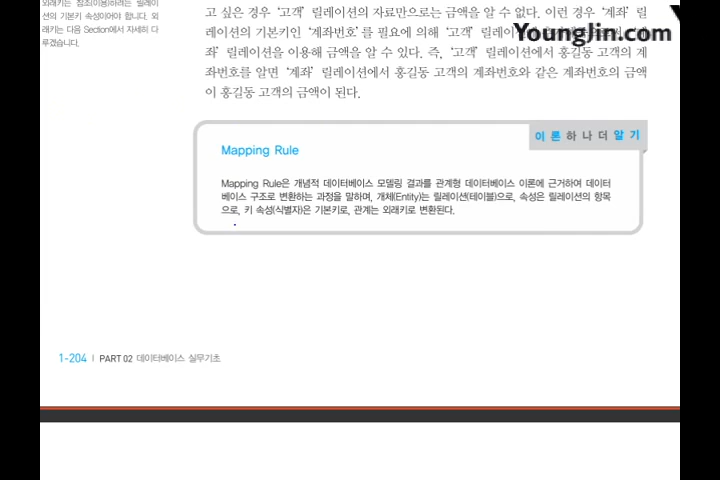 외래키는 참조(이용)하려는 릴레이
션의 기본키 속성이어야 합니다. 외
래키는 다음 Section에서 자세히 다
루겠습니다.
고 싶은 경우 ‘고객’ 릴레이션의 자료만으로는 금액을 알 수 없다. 이런 경우 ‘계좌’ 릴
레이션의 기본키인 ‘계좌번호’를 필요에 의해 ‘고객’ 릴레이
좌’ 릴레이션을 이용해 금액을 알 수 있다. 즉, ‘고객’ 릴레이션에서 홍길동 고객의 계
좌번호를 알면 ‘계좌’ 릴레이션에서 홍길동 고객의 계좌번호와 같은 계좌번호의 금액
이 홍길동 고객의 금액이 된다.
YoungJin.com
이 론 하 나 더 알 기
Mapping Rule
Mapping Rule은 개념적 데이터베이스 모델링 결과를 관계형 데이터베이스 이론에 근거하여 데이터
베이스 구조로 변환하는 과정을 말하며, 개체(Entity)는 릴레이션(테이블)으로, 속성은 릴레이션의 항목
으로, 키 속성(식별자)은 기본키로, 관계는 외래키로 변환된다.
1-204 | PART 02 데이터베이스 실무기초